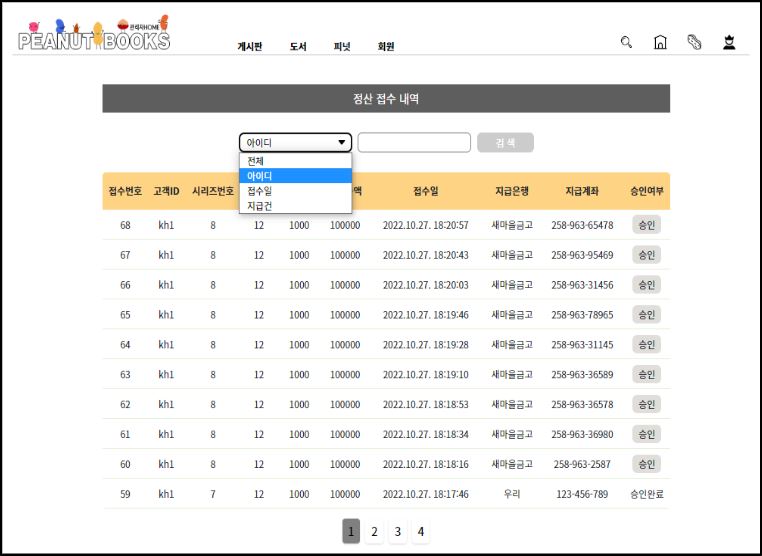 관리자HOME
PEANUT BOOKS
게시판 도서 피넛 회원
정산 접수 내역
아이디 검 색
전체
아이디
접수일
지급건
접수번호 고객ID 시리즈번호 액 접수일 지급은행 지급계좌 승인여부
68 kh1 8 12 1000 100000 2022.10.27. 18:20:57 새마을금고 258-963-65478 승인
67 kh1 8 12 1000 100000 2022.10.27. 18:20:43 새마을금고 258-963-95469 승인
66 kh1 8 12 1000 100000 2022.10.27. 18:20:03 새마을금고 258-963-31456 승인
65 kh1 8 12 1000 100000 2022.10.27. 18:19:46 새마을금고 258-963-78965 승인
64 kh1 8 12 1000 100000 2022.10.27. 18:19:28 새마을금고 258-963-31145 승인
63 kh1 8 12 1000 100000 2022.10.27. 18:19:10 새마을금고 258-963-36589 승인
62 kh1 8 12 1000 100000 2022.10.27. 18:18:53 새마을금고 258-963-36578 승인
61 kh1 8 12 1000 100000 2022.10.27. 18:18:34 새마을금고 258-963-36980 승인
60 kh1 8 12 1000 100000 2022.10.27. 18:18:16 새마을금고 258-963-2587 승인
59 kh1 7 12 1000 100000 2022.10.27. 18:17:46 우리 123-456-789 승인완료
1 2 3 4